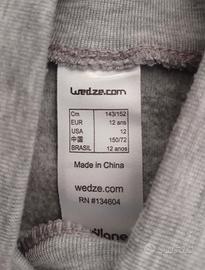 wedze.com
Cm 143/152
EUR 12 ans
USA 12
中国 150/72
BRASIL 12 anos
Made in China
wedze.com
RN #134604